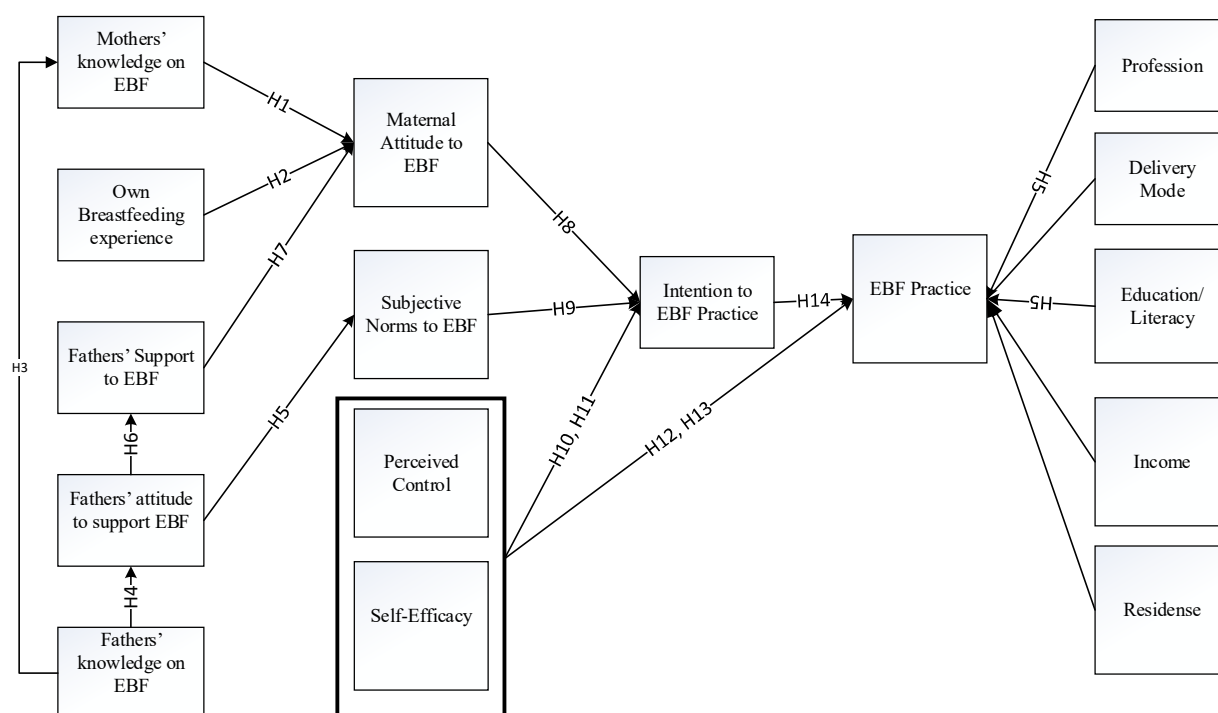 Mothers’
knowledge on
EBF
Own
Breastfeeding
experience
Fathers’ Support
to EBF
Fathers’ attitude
to support EBF
Fathers’
knowledge on
EBF
H3
H6
H4
H1
H2
H7
H5
Maternal
Attitude to
EBF
Subjective
Norms to EBF
Perceived
Control
Self-Efficacy
H8
H9
H10, H11
H12, H13
Intention to
EBF Practice
H14
EBF Practice
H5
H5
Profession
Delivery
Mode
Education/
Literacy
Income
Residense